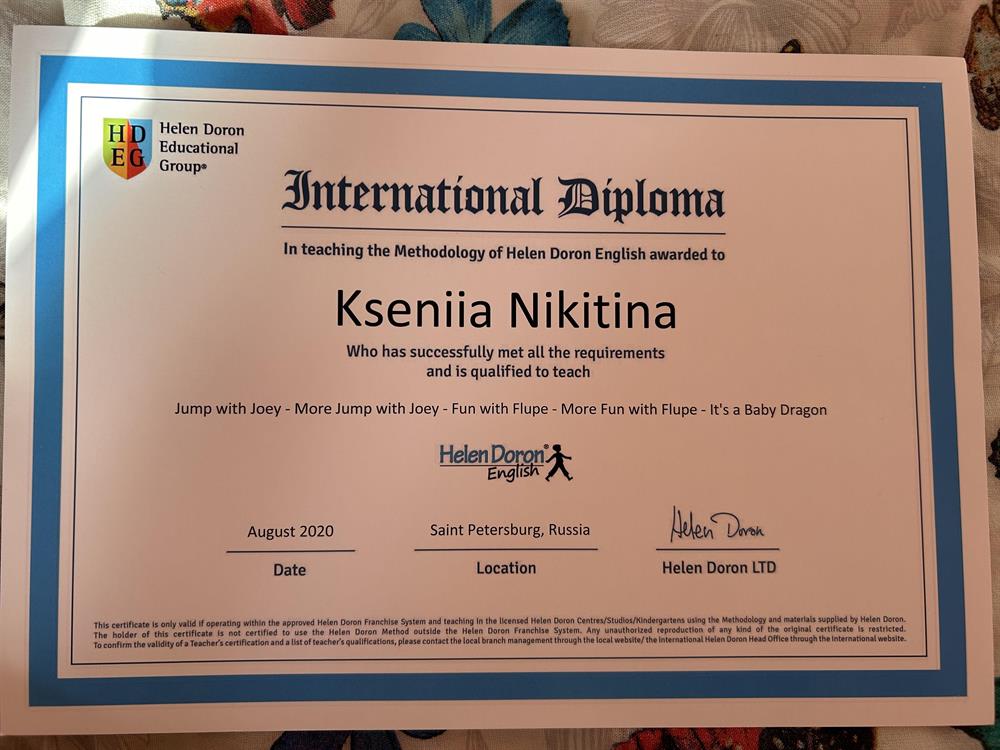 HD
EG
Helen Doron
Educational
Group®
International Diploma
In teaching the Methodology of Helen Doron English awarded to
Kseniia Nikitina
Who has successfully met all the requirements
and is qualified to teach
Jump with Joey - More Jump with Joey - Fun with Flupe - More Fun with Flupe - It's a Baby Dragon
Helen Doron®
English
August 2020
Saint Petersburg, Russia
Helen Doron
Date
Location
Helen Doron LTD
This certificate is only valid if operating within the approved Helen Doron Franchise System and teaching in the licensed Helen Doron Centres/Studios/Kindergartens using the Methodology and materials supplied by Helen Doron.
The holder of this certificate is not certified to use the Helen Doron Method outside the Helen Doron Franchise System. Any unauthorized reproduction of any kind of the original certificate is restricted.
To confirm the validity of a Teacher's certification and a list of teacher's qualifications, please contact the local branch management through the local website/ the International Helen Doron Head Office through the International website.